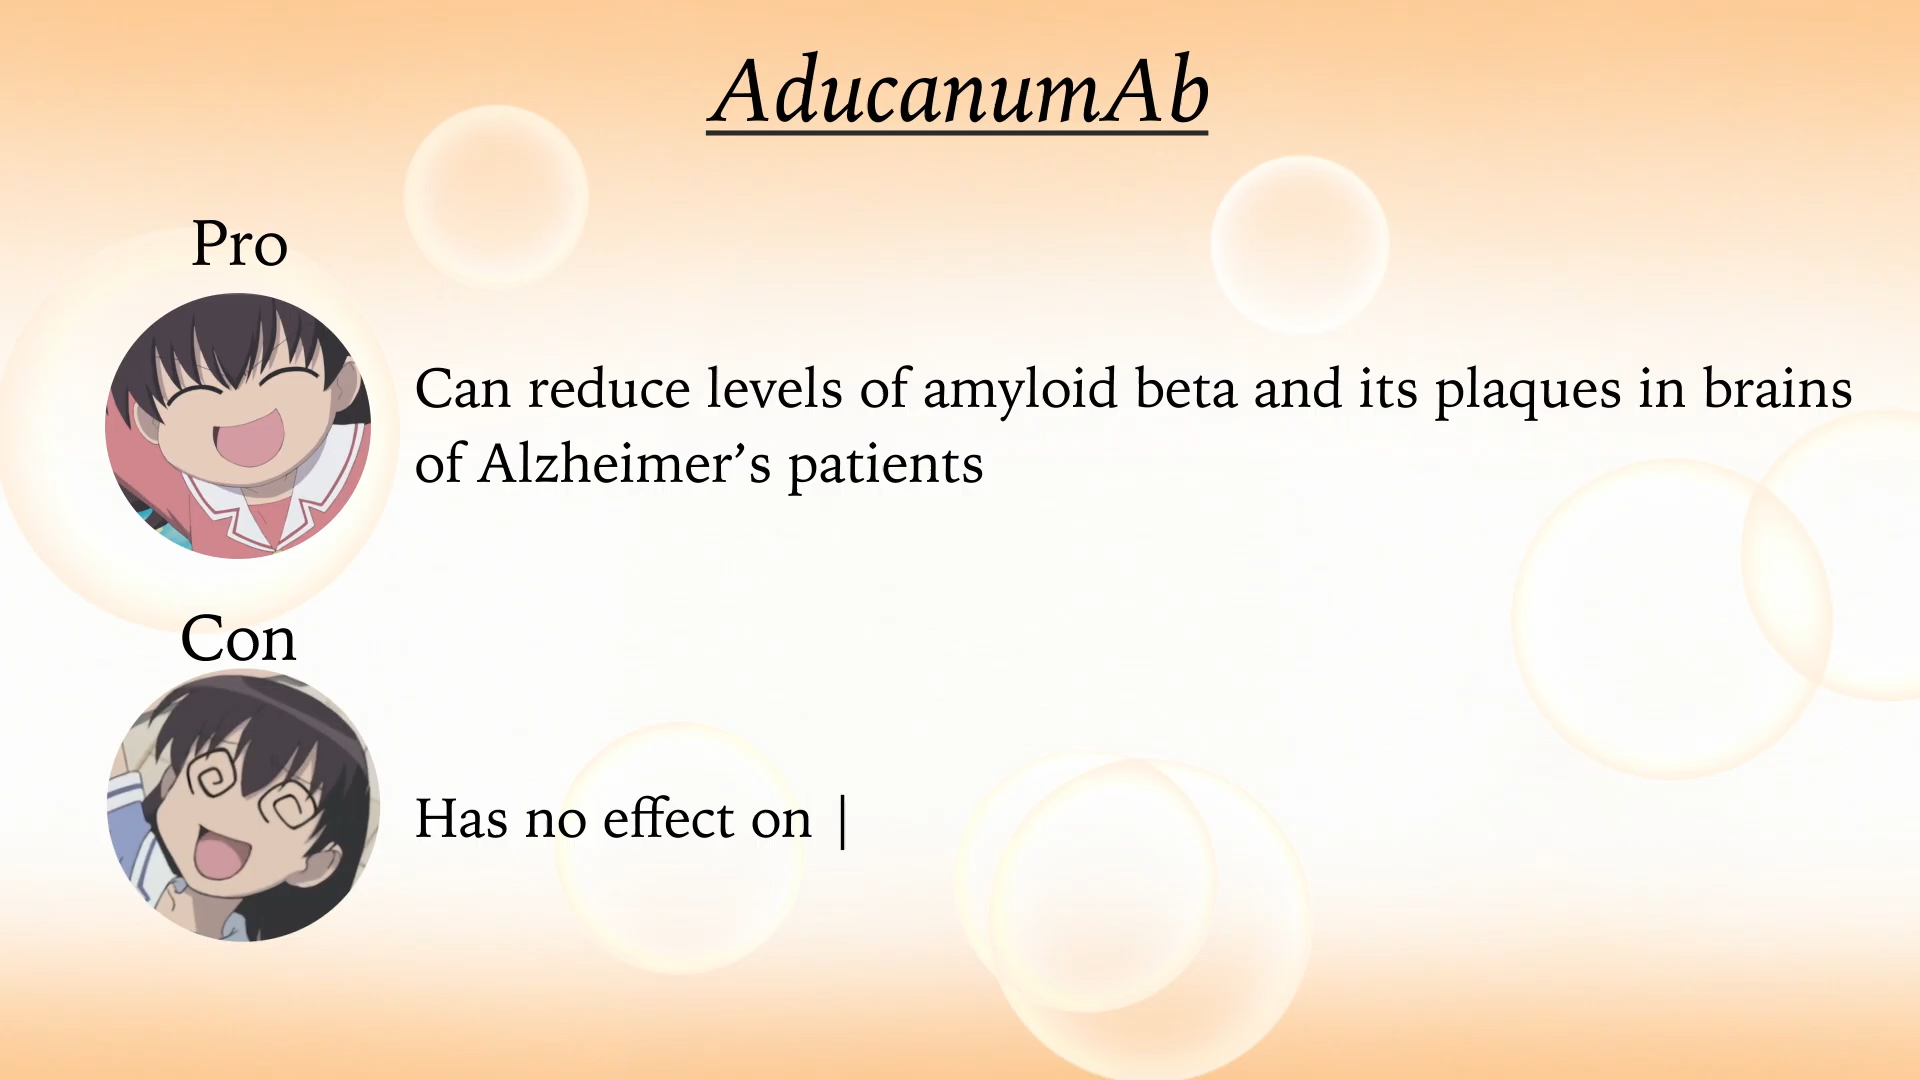 AducanumAb
Pro
Can reduce levels of amyloid beta and its plaques in brains
of Alzheimer’s patients
Con
Has no effect on |